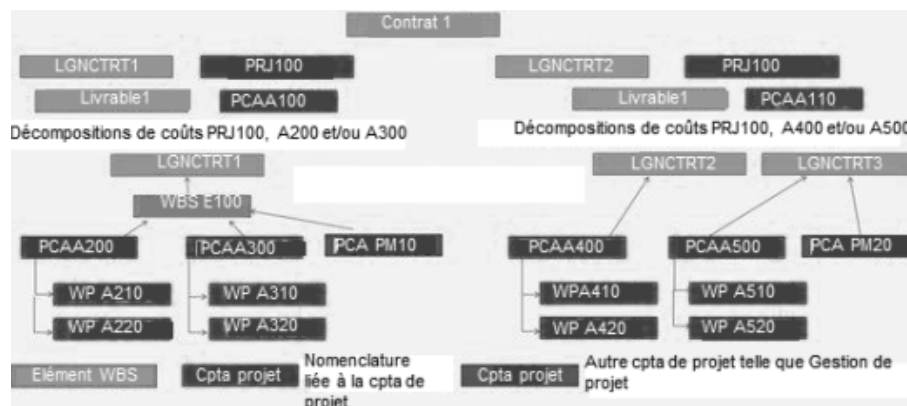 Contrat 1
LGNCTRT1 PRJ100 LGNCTRT2 PRJ100
Livrable1 PCAA100 Livrable1 PCAA110
Décompositions de coûts PRJ100, A200 et/ou A300 Décompositions de coûts PRJ100, A400 et/ou A500
LGNCTRT1 LGNCTRT2 LGNCTRT3
WBS E100
PCAA200 PCAA300 PCA PM10 PCAA400 PCAA500 PCA PM20
WP A210 WP A310 WPA410 WP A510
WP A220 WP A320 WP A420 WP A520
Elément WBS Cpta projet Nomenclature liée à la cpta de projet Cpta projet Autre cpta de projet telle que Gestion de projet